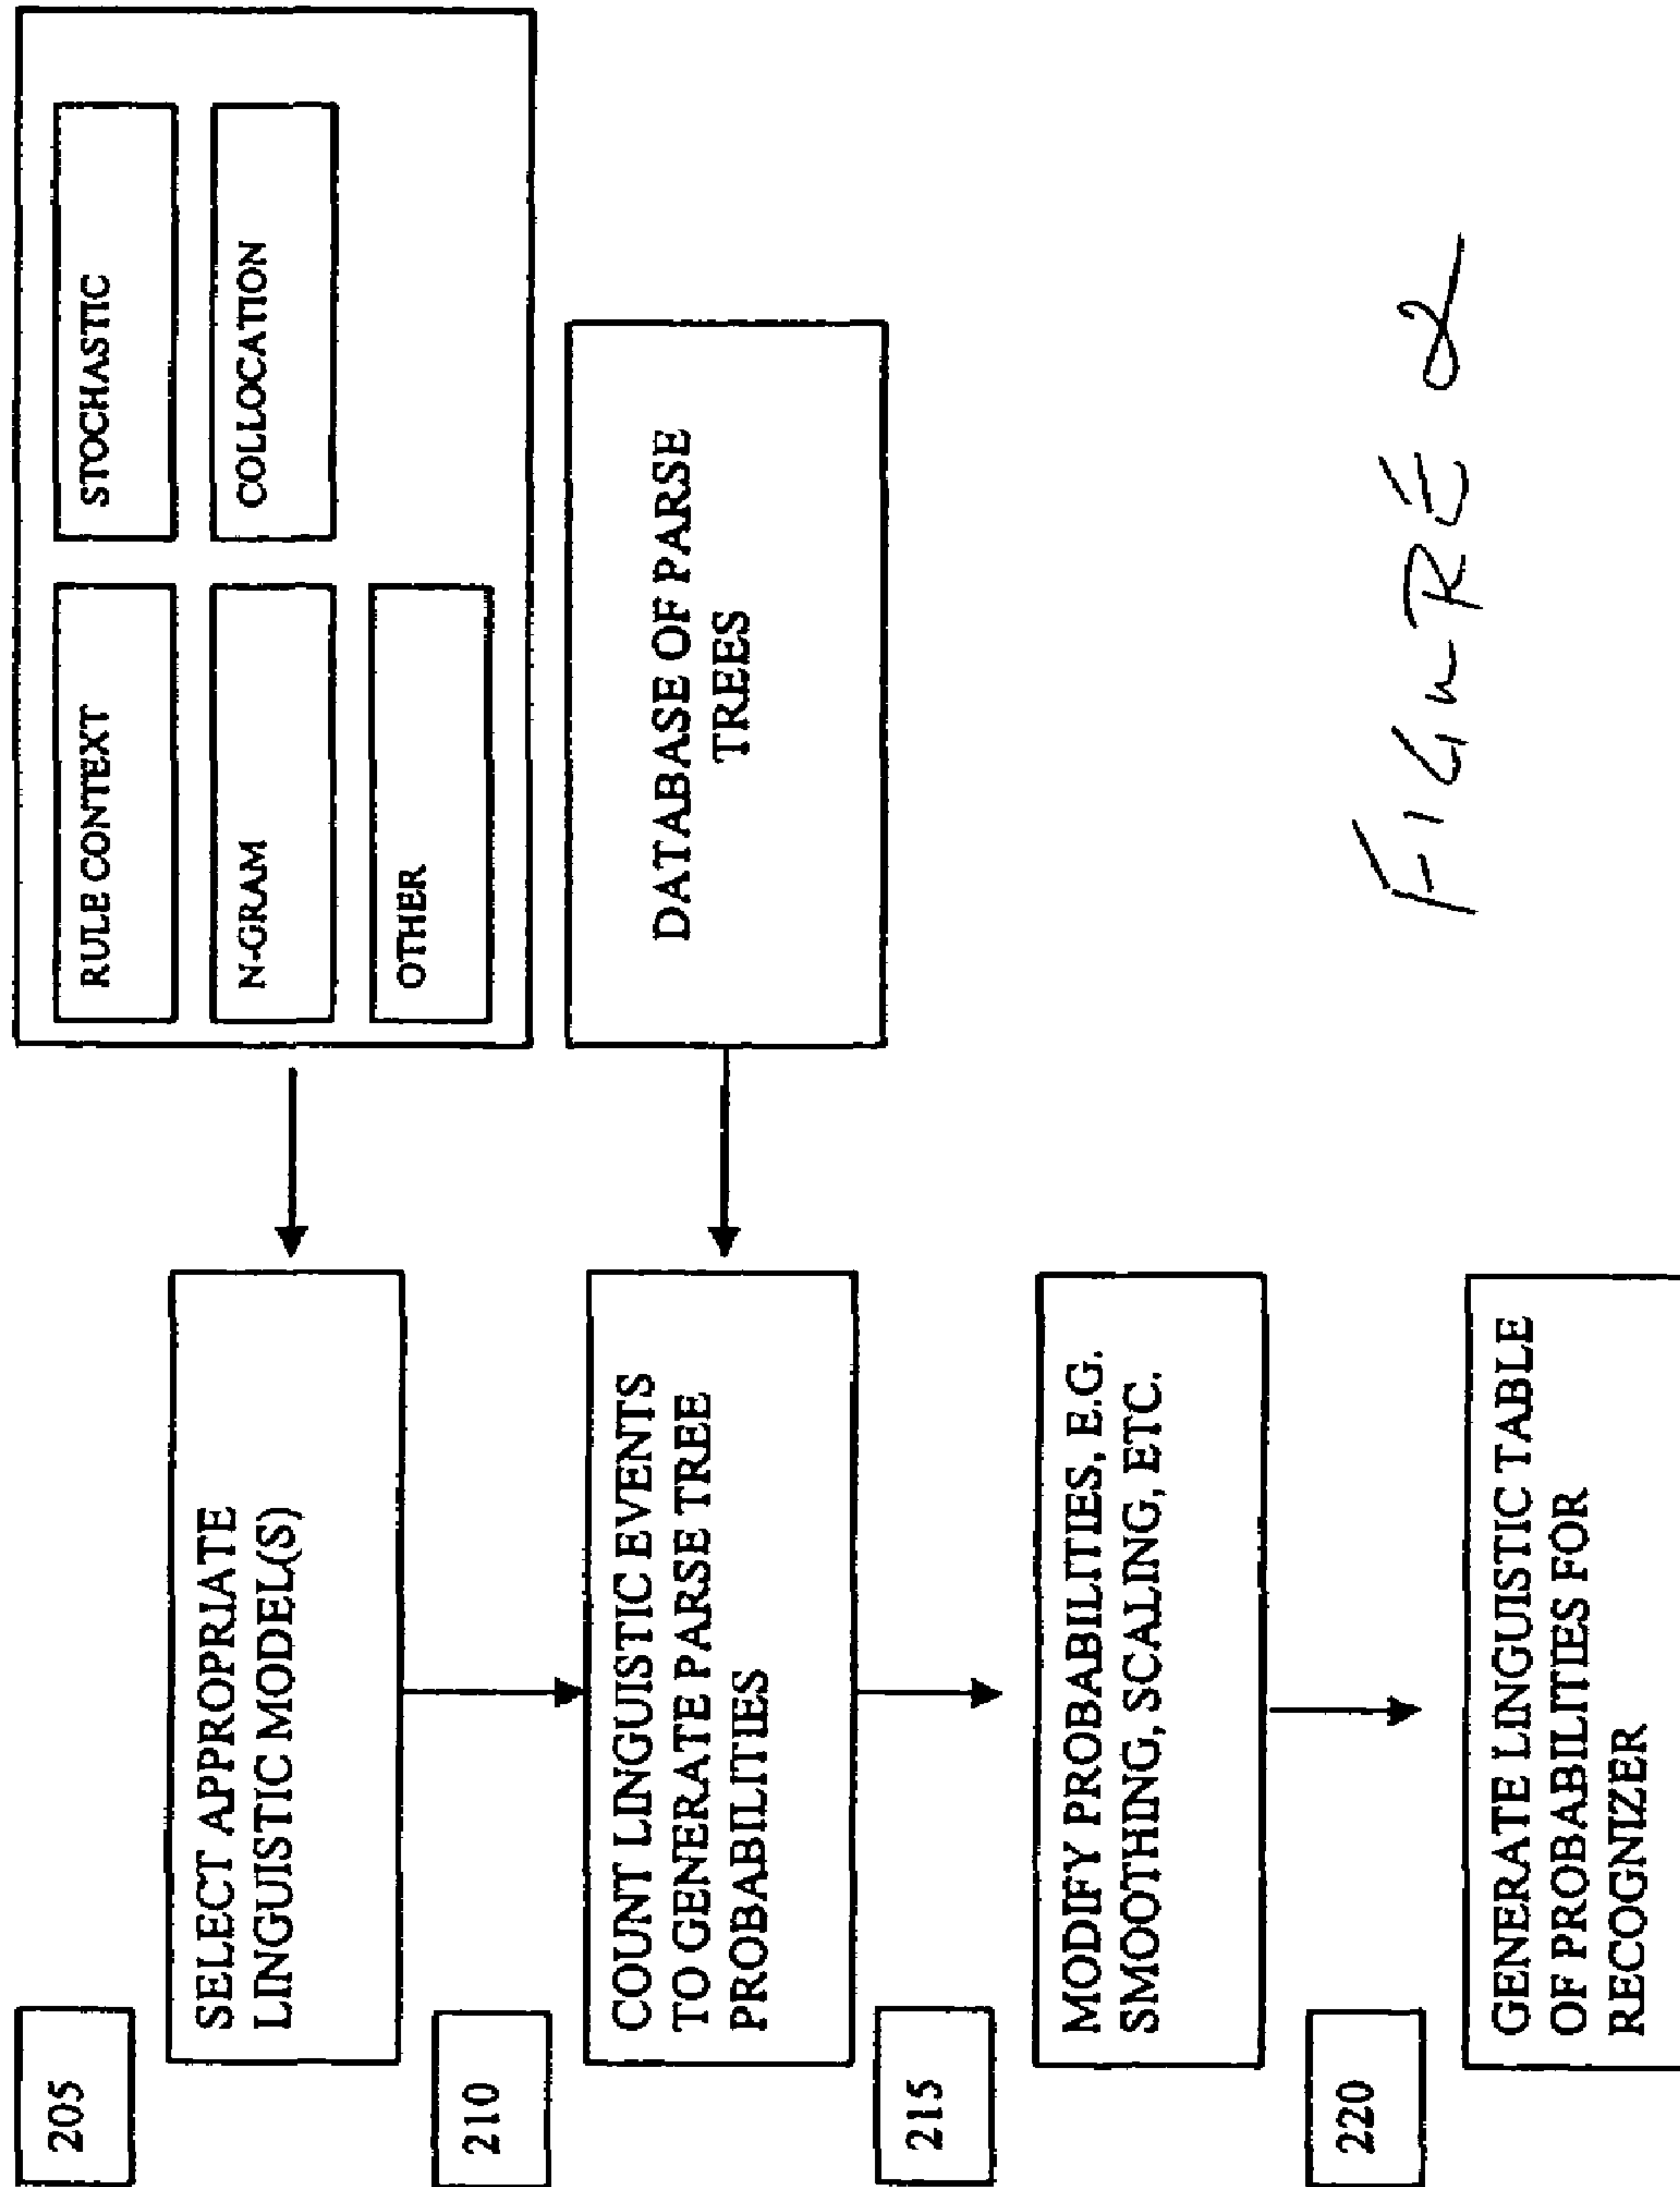 205
SELECT APPROPRIATE
LINGUISTIC MODEL(S)
RULE CONTEXT
STOCHASTIC
N-GRAM
COLLOCATION
OTHER
210
COUNT LINGUISTIC EVENTS
TO GENERATE PARSE TREE
PROBABILITIES
DATABASE OF PARSE
TREES
215
MODIFY PROBABILITIES, E.G.
SMOOTHING, SCALING, ETC.
220
GENERATE LINGUISTIC TABLE
OF PROBABILITIES FOR
RECOGNIZER
FIGURE 2